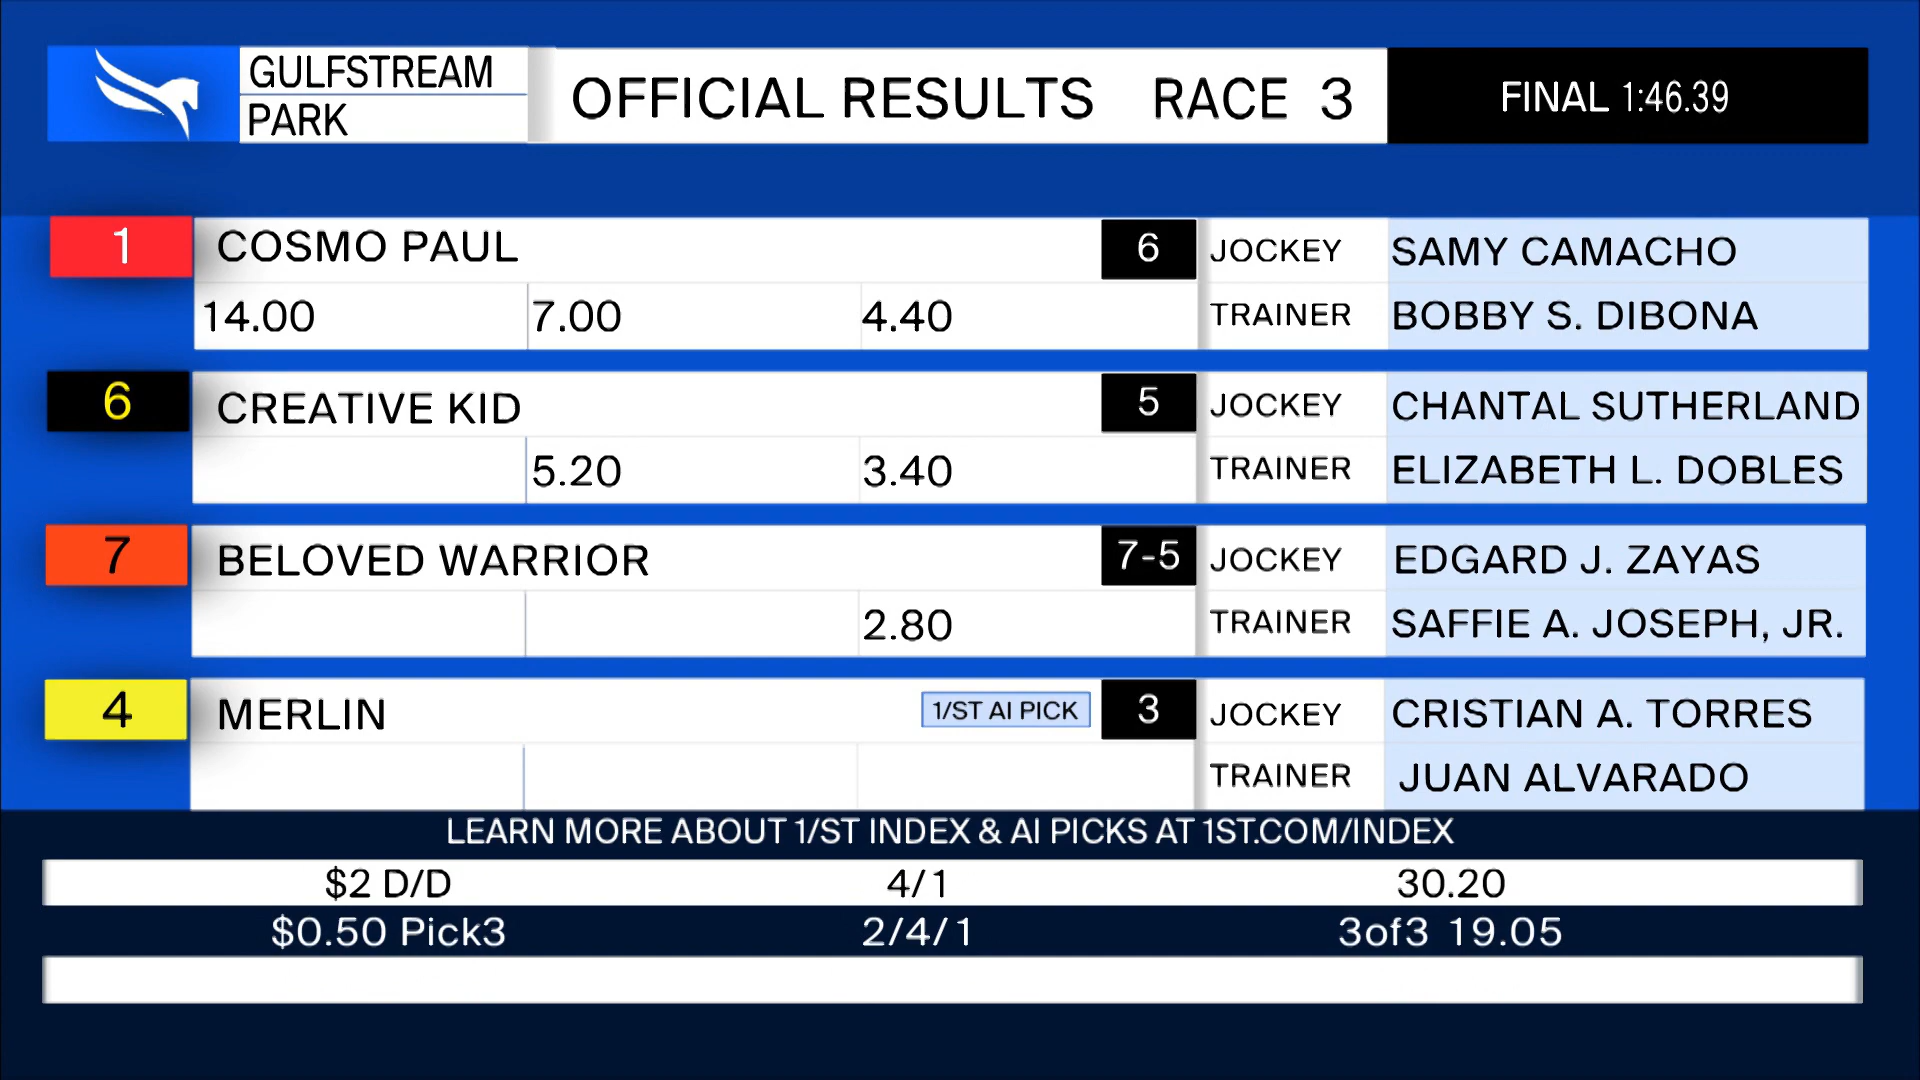 GULFSTREAM
PARK
OFFICIAL RESULTS RACE 3
FINAL 1:46.39
1 COSMO PAUL 6 JOCKEY SAMY CAMACHO
14.00 7.00 4.40 TRAINER BOBBY S. DIBONA
6 CREATIVE KID 5 JOCKEY CHANTAL SUTHERLAND
5.20 3.40 TRAINER ELIZABETH L. DOBLES
7 BELOVED WARRIOR 7-5 JOCKEY EDGARD J. ZAYAS
2.80 TRAINER SAFFIE A. JOSEPH, JR.
4 MERLIN 1/ST AI PICK 3 JOCKEY CRISTIAN A. TORRES
TRAINER JUAN ALVARADO
LEARN MORE ABOUT 1/ST INDEX & AI PICKS AT 1ST.COM/INDEX
$2 D/D 4/1 30.20
$0.50 Pick3 2/4/1 3of3 19.05